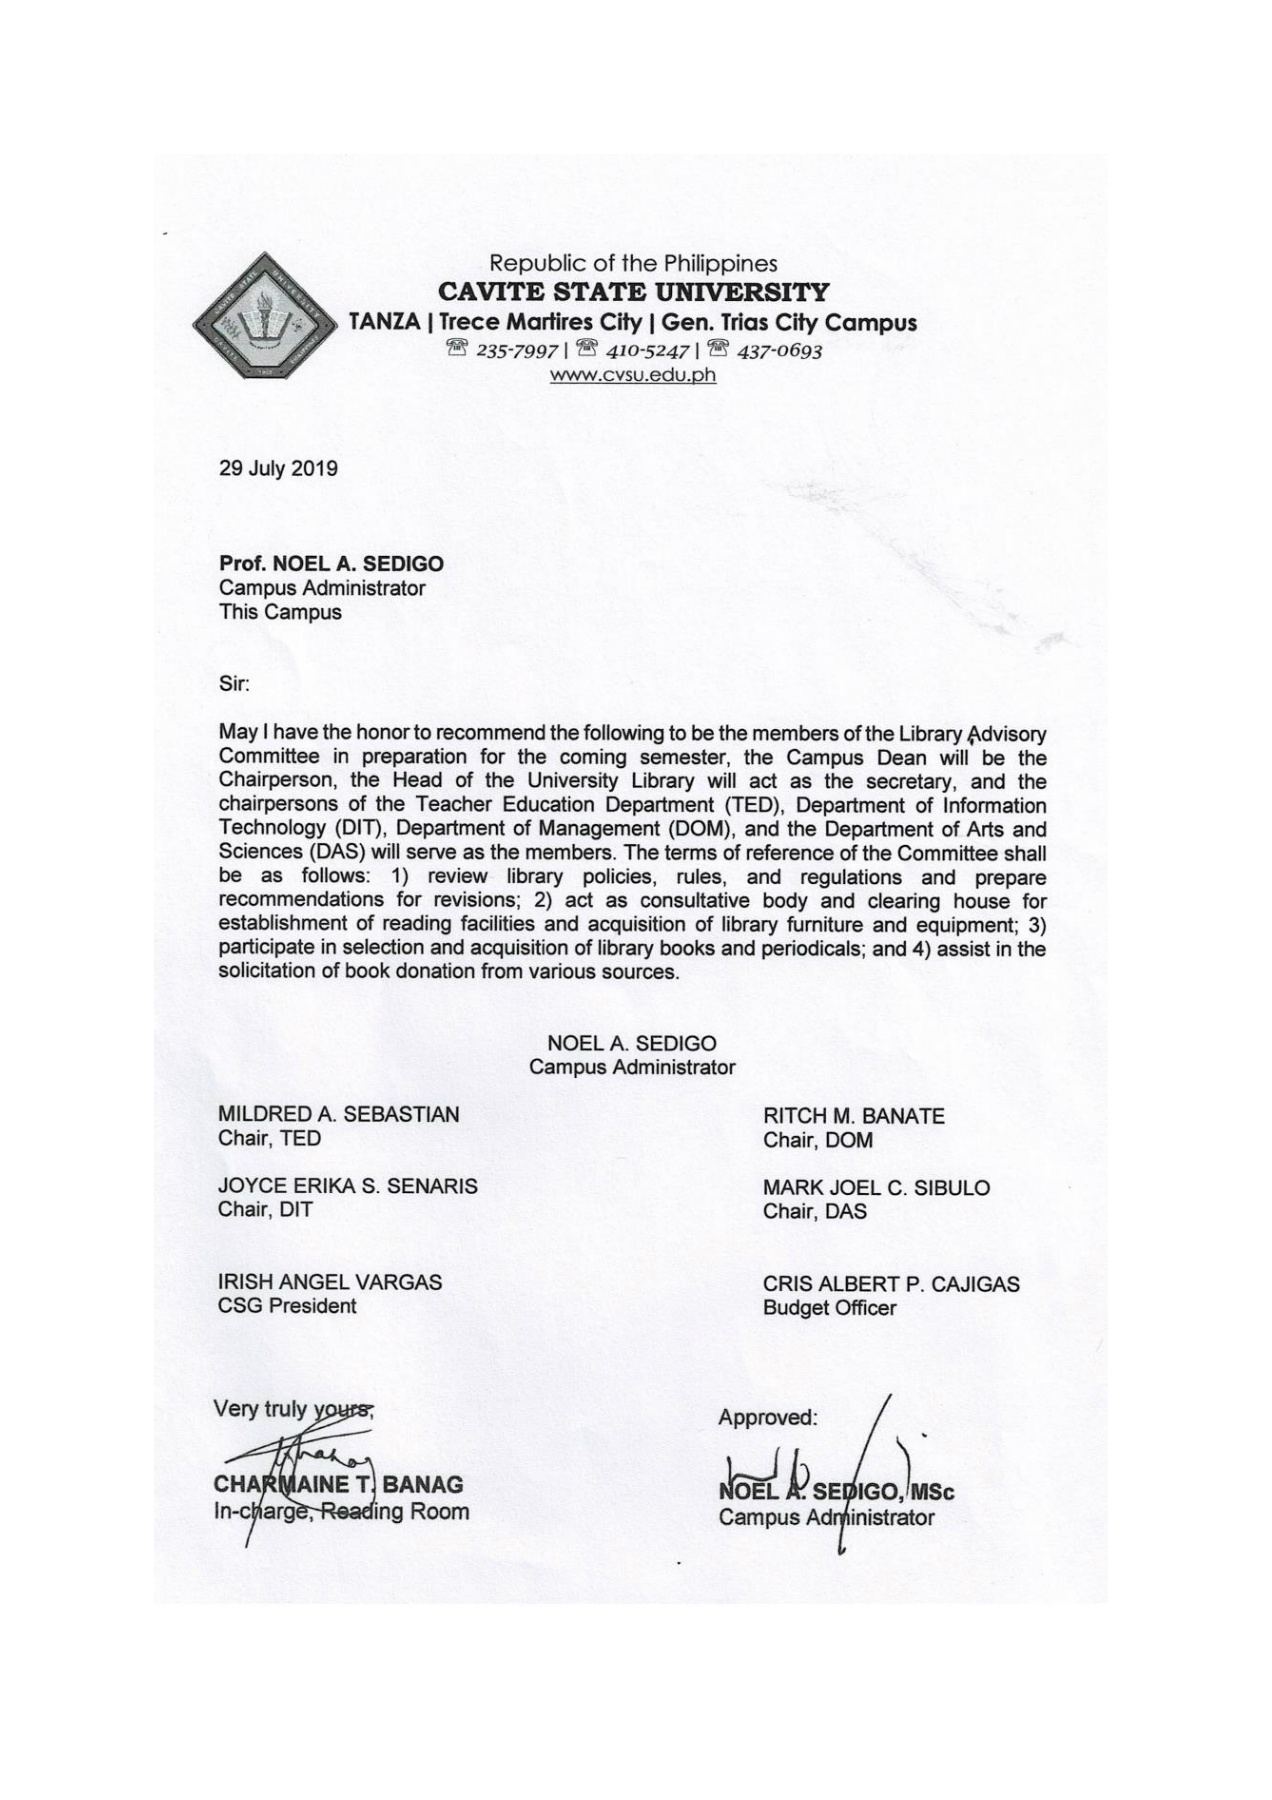 Republic of the Philippines
CAVITE STATE UNIVERSITY
TANZA | Trece Martires City | Gen. Trias City Campus
☏ 235-7997 | ☏ 410-5247 | ☏ 437-0693
www.cvsu.edu.ph
29 July 2019
Prof. NOEL A. SEDIGO
Campus Administrator
This Campus
Sir:
May I have the honor to recommend the following to be the members of the Library Advisory
Committee in preparation for the coming semester, the Campus Dean will be the
Chairperson, the Head of the University Library will act as the secretary, and the
chairpersons of the Teacher Education Department (TED), Department of Information
Technology (DIT), Department of Management (DOM), and the Department of Arts and
Sciences (DAS) will serve as the members. The terms of reference of the Committee shall
be as follows: 1) review library policies, rules, and regulations and prepare
recommendations for revisions; 2) act as consultative body and clearing house for
establishment of reading facilities and acquisition of library furniture and equipment; 3)
participate in selection and acquisition of library books and periodicals; and 4) assist in the
solicitation of book donation from various sources.
NOEL A. SEDIGO
Campus Administrator
MILDRED A. SEBASTIAN
Chair, TED
RITCH M. BANATE
Chair, DOM
JOYCE ERIKA S. SENARIS
Chair, DIT
MARK JOEL C. SIBULO
Chair, DAS
IRISH ANGEL VARGAS
CSG President
CRIS ALBERT P. CAJIGAS
Budget Officer
Very truly yours,
CHARMAINE T. BANAG
In-charge, Reading Room
Approved:
NOEL A. SEDIGO, MSc
Campus Administrator